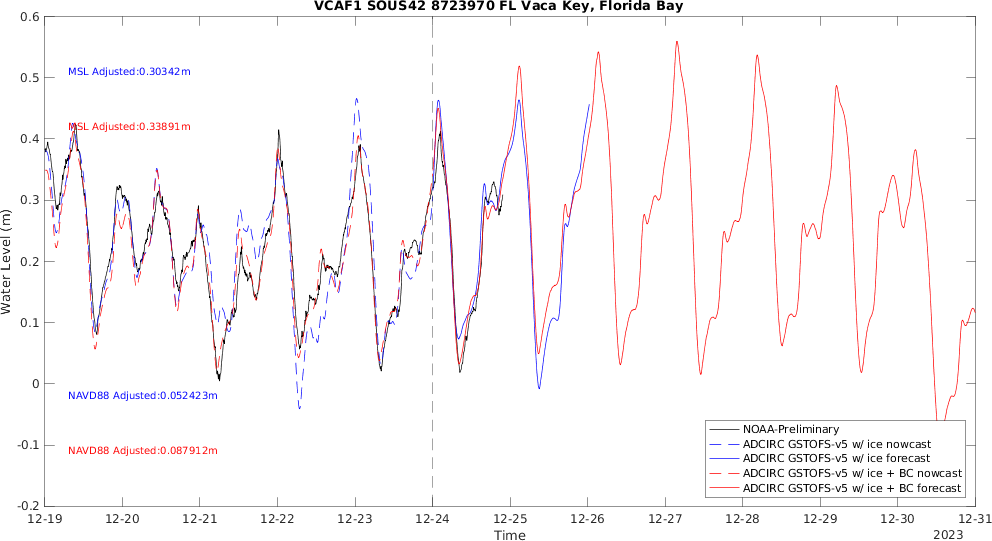 VCAF1 SOUS42 8723970 FL Vaca Key, Florida Bay
0.6
0.5
0.4
0.3
0.2
0.1
0
-0.1
-0.2
Water Level (m)
MSL Adjusted:0.30342m
MSL Adjusted:0.33891m
NAVD88 Adjusted:0.052423m
NAVD88 Adjusted:0.087912m
NOAA-Preliminary
ADCIRC GSTOFS-v5 w/ ice nowcast
ADCIRC GSTOFS-v5 w/ ice forecast
ADCIRC GSTOFS-v5 w/ ice + BC nowcast
ADCIRC GSTOFS-v5 w/ ice + BC forecast
12-19 12-20 12-21 12-22 12-23 12-24 12-25 12-26 12-27 12-28 12-29 12-30 12-31
Time
2023